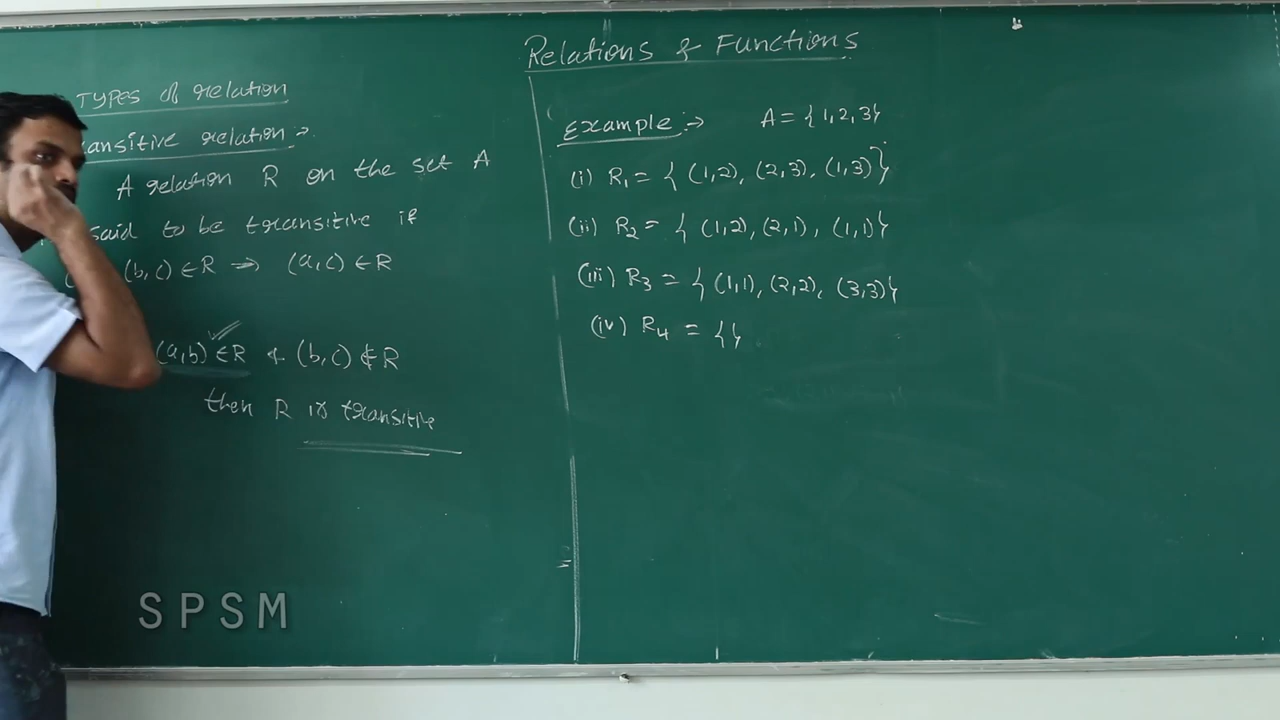 Relations & Functions
Types of relation
ansitive relation :-
A relation R on the set A
said to be transitive if
(b,c) ∈ R → (a,c) ∈ R
(a,b) ∈ R & (b,c) ∉ R
then R is transitive
Example :→ A = {1,2,3}
(i) R₁ = { (1,2), (2,3), (1,3)}
(ii) R₂ = { (1,2), (2,1), (1,1)}
(iii) R₃ = { (1,1), (2,2), (3,3)}
(iv) R₄ = {}
SPSM